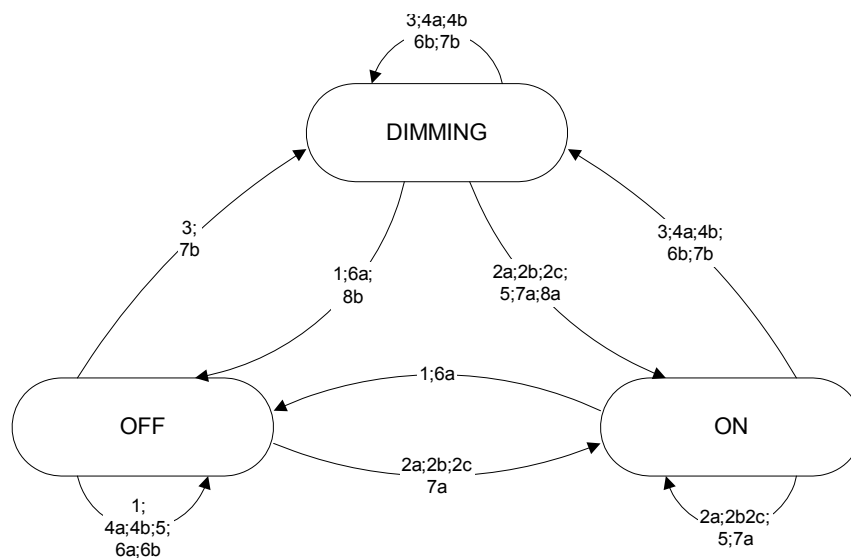 3;4a;4b
6b;7b
DIMMING
3;
7b
1;6a;
8b
2a;2b;2c;
5;7a;8a
3;4a;4b;
6b;7b
1;6a
OFF
ON
2a;2b;2c
7a
1;
4a;4b;5;
6a;6b
2a;2b2c;
5;7a